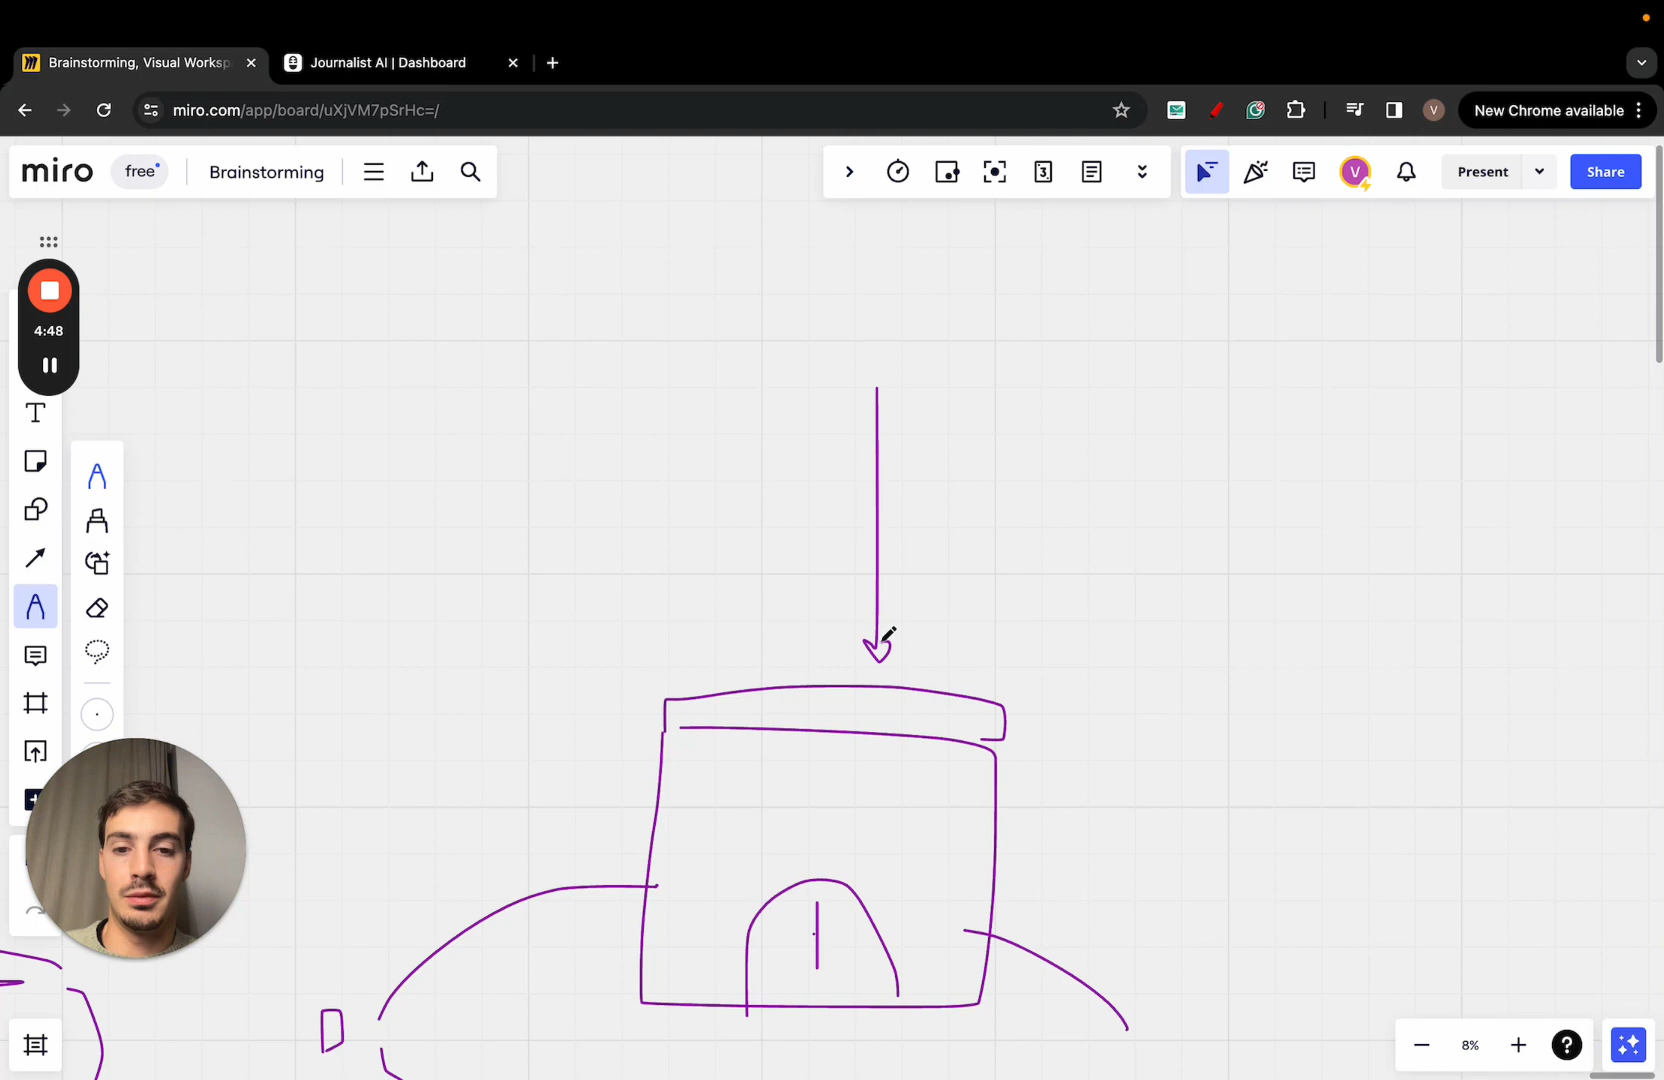 Brainstorming, Visual Worksp
Journalist AI | Dashboard
miro.com/app/board/uXjVM7pSrHc=/
V
New Chrome available
miro
free
Brainstorming
3
V
Present
Share
4:48
T
8%
?